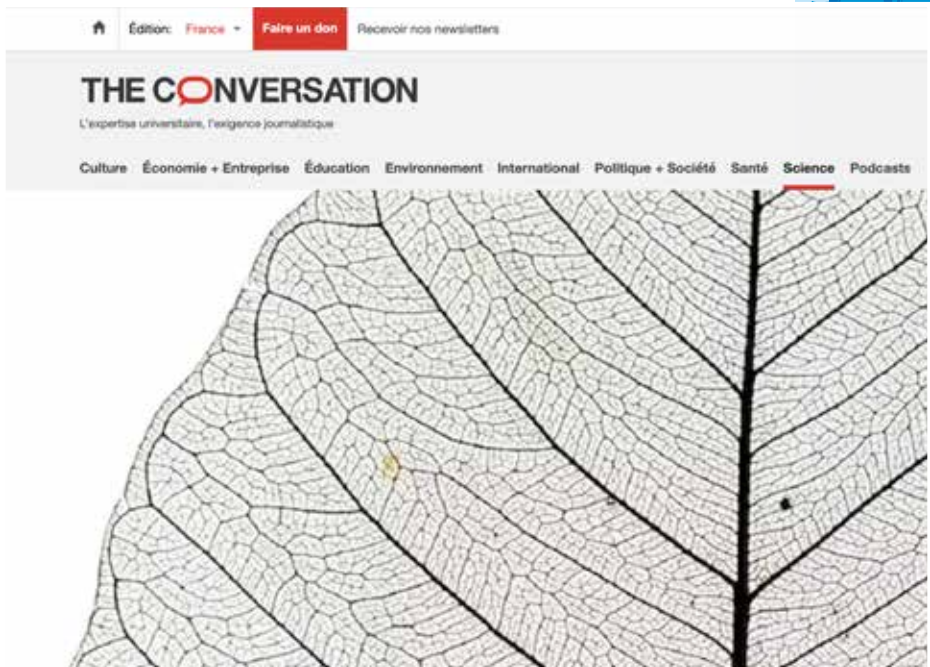 Édition: France Faire un don Recevoir nos newsletters
THE CONVERSATION
L'expertise universitaire, l'exigence journalistique
Culture Économie + Entreprise Éducation Environnement International Politique + Société Santé Science Podcasts